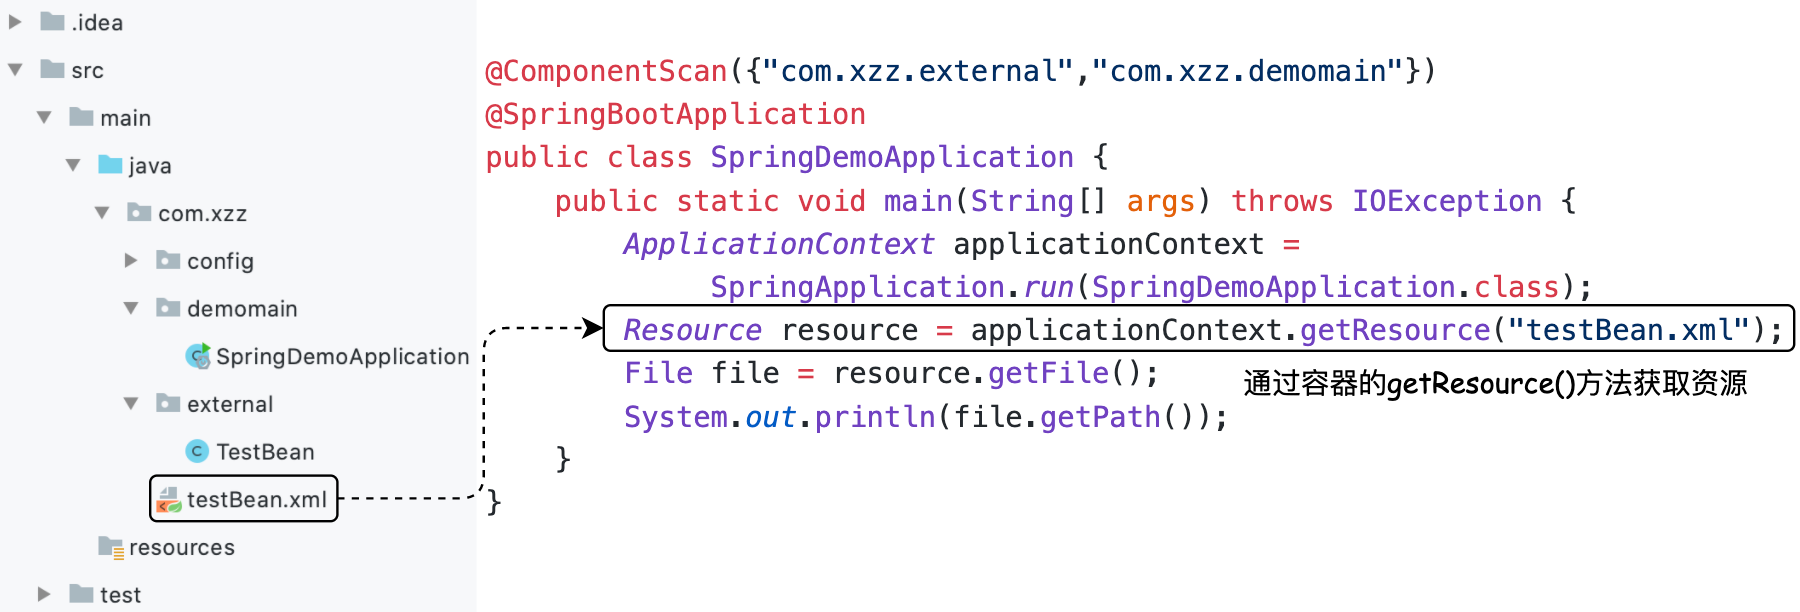 .idea
src
main
java
com.xzz
config
demomain
SpringDemoApplication
external
TestBean
testBean.xml
resources
test
@ComponentScan({"com.xzz.external","com.xzz.demomain"})
@SpringBootApplication
public class SpringDemoApplication {
    public static void main(String[] args) throws IOException {
        ApplicationContext applicationContext =
             SpringApplication.run(SpringDemoApplication.class);
        Resource resource = applicationContext.getResource("testBean.xml");
        File file = resource.getFile();
通过容器的getResource()方法获取资源
        System.out.println(file.getPath());
    }
}